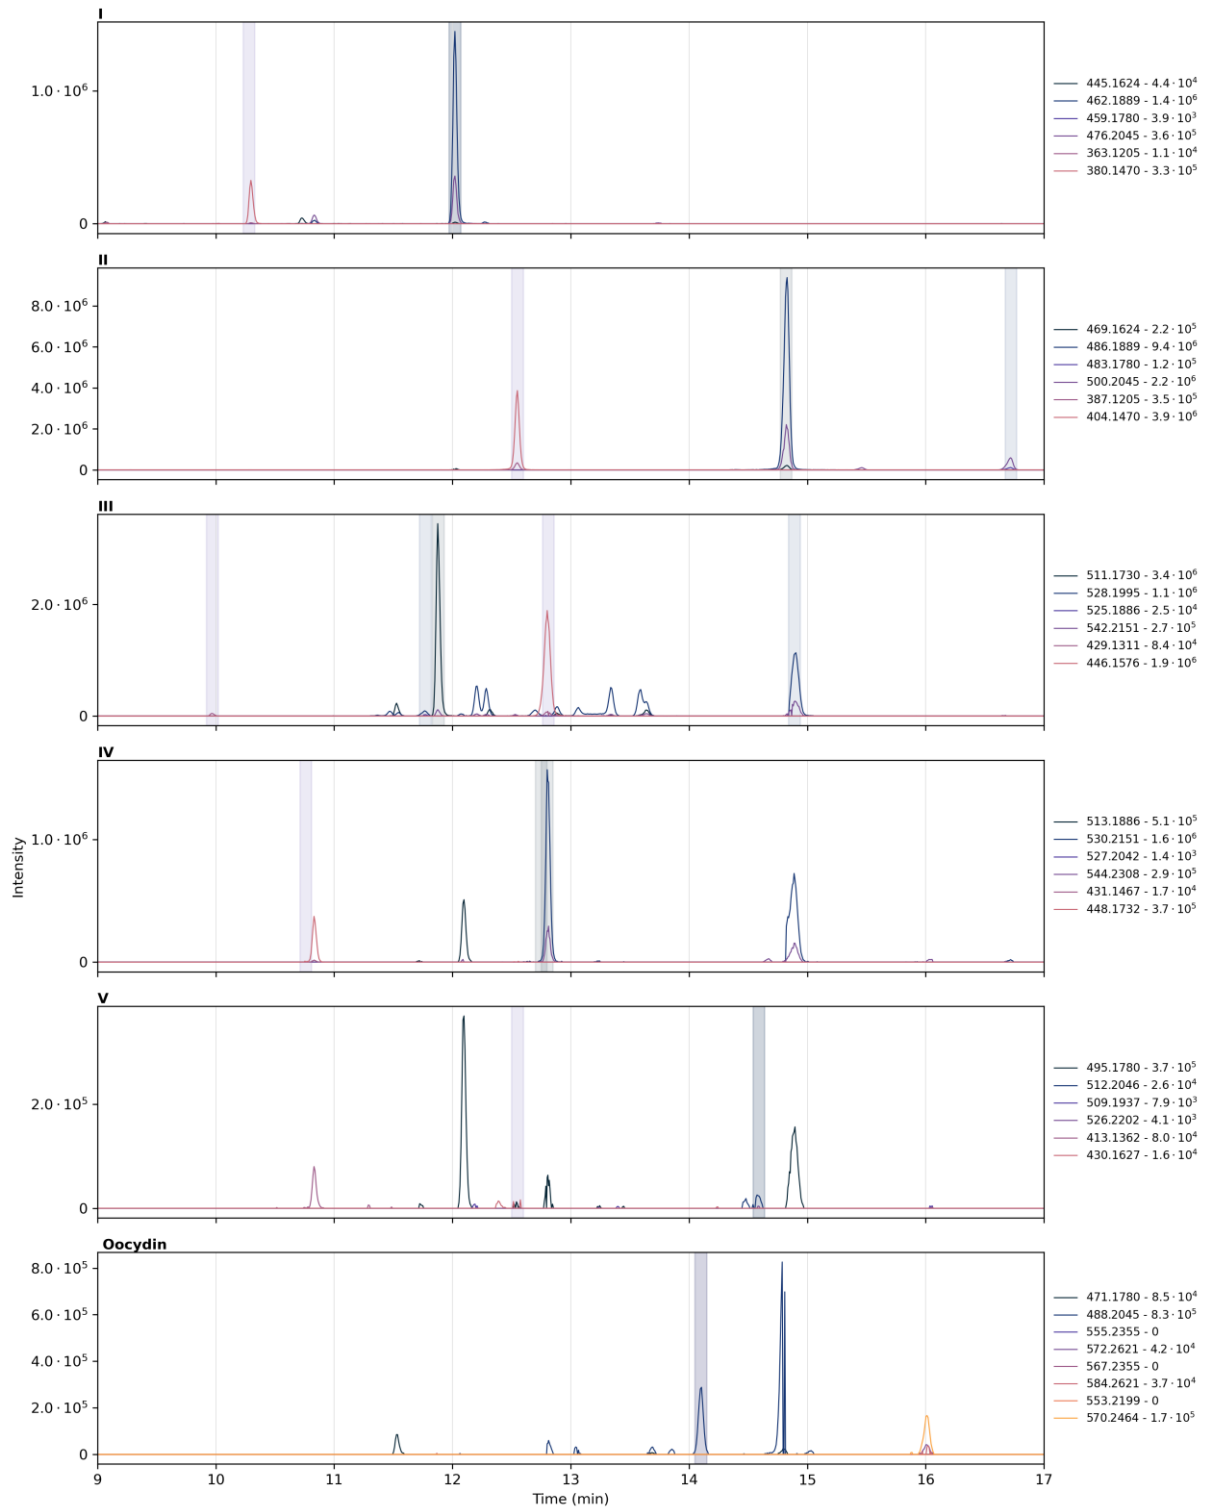 I
1.0 · 10⁶
0
445.1624 - 4.4 · 10⁴
462.1889 - 1.4 · 10⁶
459.1780 - 3.9 · 10³
476.2045 - 3.6 · 10⁵
363.1205 - 1.1 · 10⁴
380.1470 - 3.3 · 10⁵
II
8.0 · 10⁶
6.0 · 10⁶
4.0 · 10⁶
2.0 · 10⁶
0
469.1624 - 2.2 · 10⁵
486.1889 - 9.4 · 10⁶
483.1780 - 1.2 · 10⁵
500.2045 - 2.2 · 10⁶
387.1205 - 3.5 · 10⁵
404.1470 - 3.9 · 10⁶
III
2.0 · 10⁶
0
511.1730 - 3.4 · 10⁶
528.1995 - 1.1 · 10⁶
525.1886 - 2.5 · 10⁴
542.2151 - 2.7 · 10⁵
429.1311 - 8.4 · 10⁴
446.1576 - 1.9 · 10⁶
IV
1.0 · 10⁶
0
513.1886 - 5.1 · 10⁵
530.2151 - 1.6 · 10⁶
527.2042 - 1.4 · 10³
544.2308 - 2.9 · 10⁵
431.1467 - 1.7 · 10⁴
448.1732 - 3.7 · 10⁵
Intensity
V
2.0 · 10⁵
0
495.1780 - 3.7 · 10⁵
512.2046 - 2.6 · 10⁴
509.1937 - 7.9 · 10³
526.2202 - 4.1 · 10³
413.1362 - 8.0 · 10⁴
430.1627 - 1.6 · 10⁴
Oocydin
8.0 · 10⁵
6.0 · 10⁵
4.0 · 10⁵
2.0 · 10⁵
0
471.1780 - 8.5 · 10⁴
488.2045 - 8.3 · 10⁵
555.2355 - 0
572.2621 - 4.2 · 10⁴
567.2355 - 0
584.2621 - 3.7 · 10⁴
553.2199 - 0
570.2464 - 1.7 · 10⁵
9 10 11 12 13 14 15 16 17
Time (min)